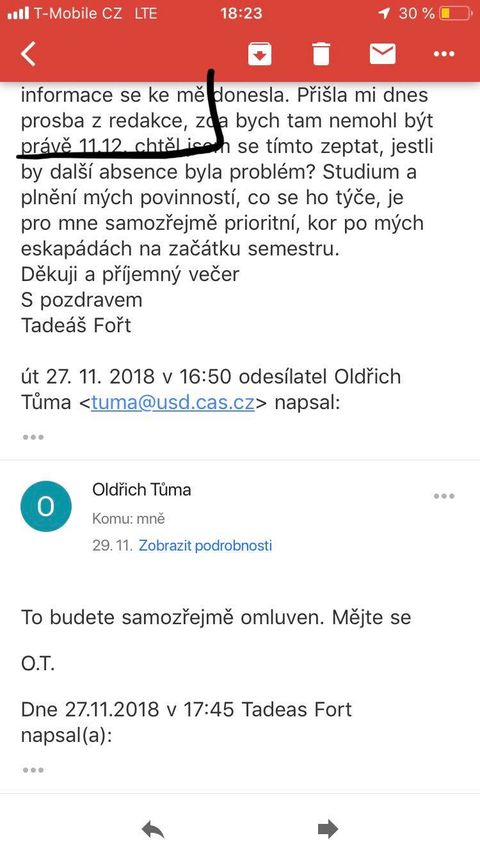 T-Mobile CZ LTE 18:23 30 %
informace se ke mě donesla. Přišla mi dnes
prosba z redakce, zda bych tam nemohl být
právě 11.12. chtěl jsem se tímto zeptat, jestli
by další absence byla problém? Studium a
plnění mých povinností, co se ho týče, je
pro mne samozřejmě prioritní, kor po mých
eskapádách na začátku semestru.
Děkuji a příjemný večer
S pozdravem
Tadeáš Fořt
út 27. 11. 2018 v 16:50 odesílatel Oldřich
Tůma <tuma@usd.cas.cz> napsal:
O
Oldřich Tůma
Komu: mně
29. 11. Zobrazit podrobnosti
To budete samozřejmě omluven. Mějte se
O.T.
Dne 27.11.2018 v 17:45 Tadeas Fort
napsal(a):